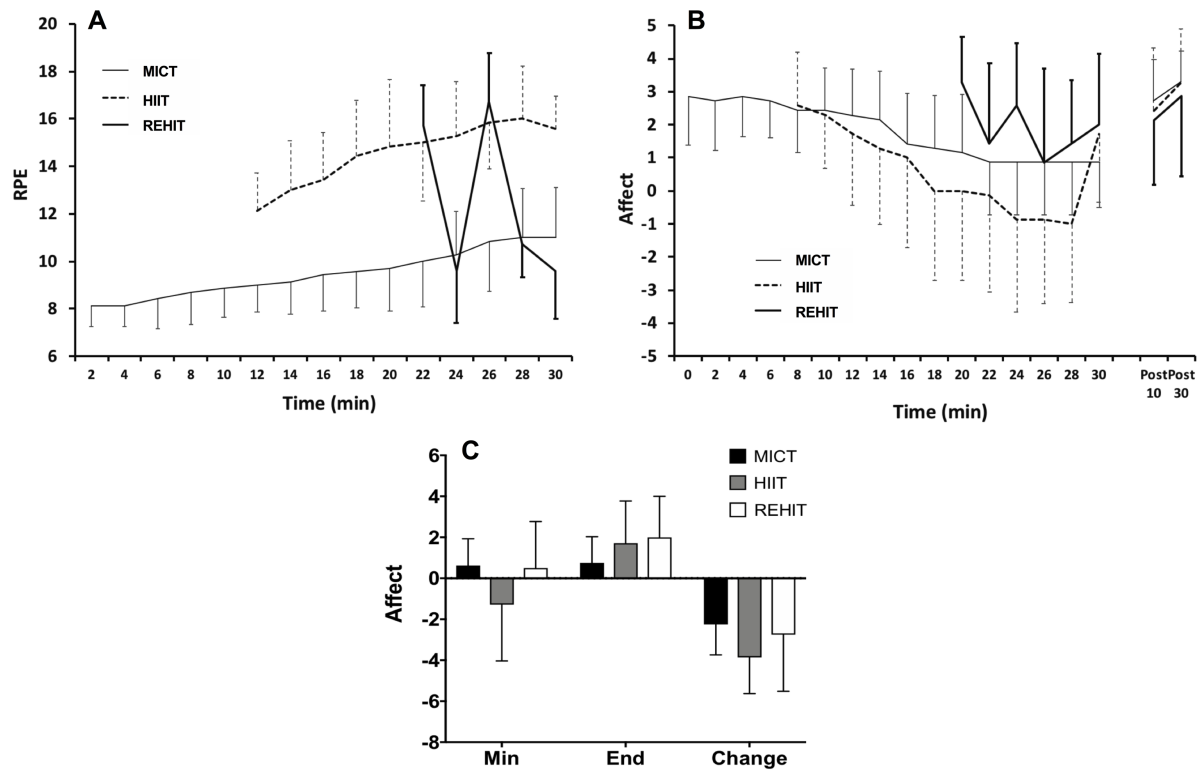 A
RPE
20
18
16
14
12
10
8
6
MICT
HIIT
REHIT
2 4 6 8 10 12 14 16 18 20 22 24 26 28 30
Time (min)
B
Affect
5
4
3
2
1
0
-1
-2
-3
-4
-5
MICT
HIIT
REHIT
0 2 4 6 8 10 12 14 16 18 20 22 24 26 28 30 Post Post
10 30
Time (min)
C
Affect
6
4
2
0
-2
-4
-6
-8
MICT
HIIT
REHIT
Min End Change